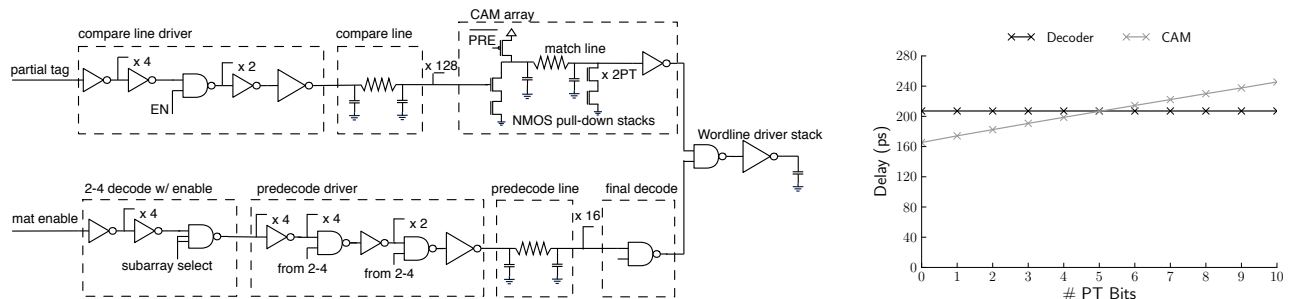 CAM array
compare line driver
compare line
PRE
match line
partial tag
x 4
x 2
x 128
x 2PT
EN
NMOS pull-down stacks
Wordline driver stack
2-4 decode w/ enable
predecode driver
predecode line
final decode
mat enable
x 4
x 4
x 4
x 2
x 16
subarray select
from 2-4
from 2-4
Decoder
CAM
Delay (ps)
280
240
200
160
120
80
40
0
0 1 2 3 4 5 6 7 8 9 10
# PT Bits